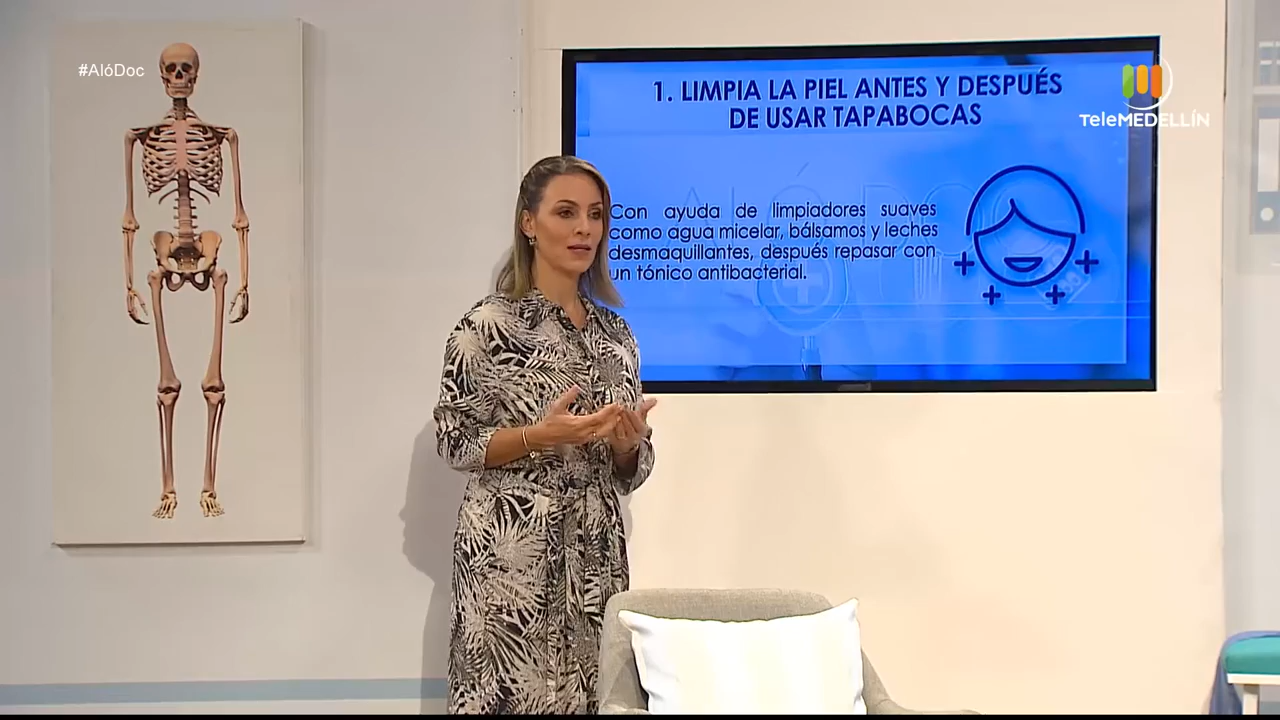 #AlóDoc
TeleMEDELLÍN
1. LIMPIA LA PIEL ANTES Y DESPUÉS
DE USAR TAPABOCAS
Con ayuda de limpiadores suaves
como agua micelar, bálsamos y leches
desmaquillantes, después repasar con
un tónico antibacterial.